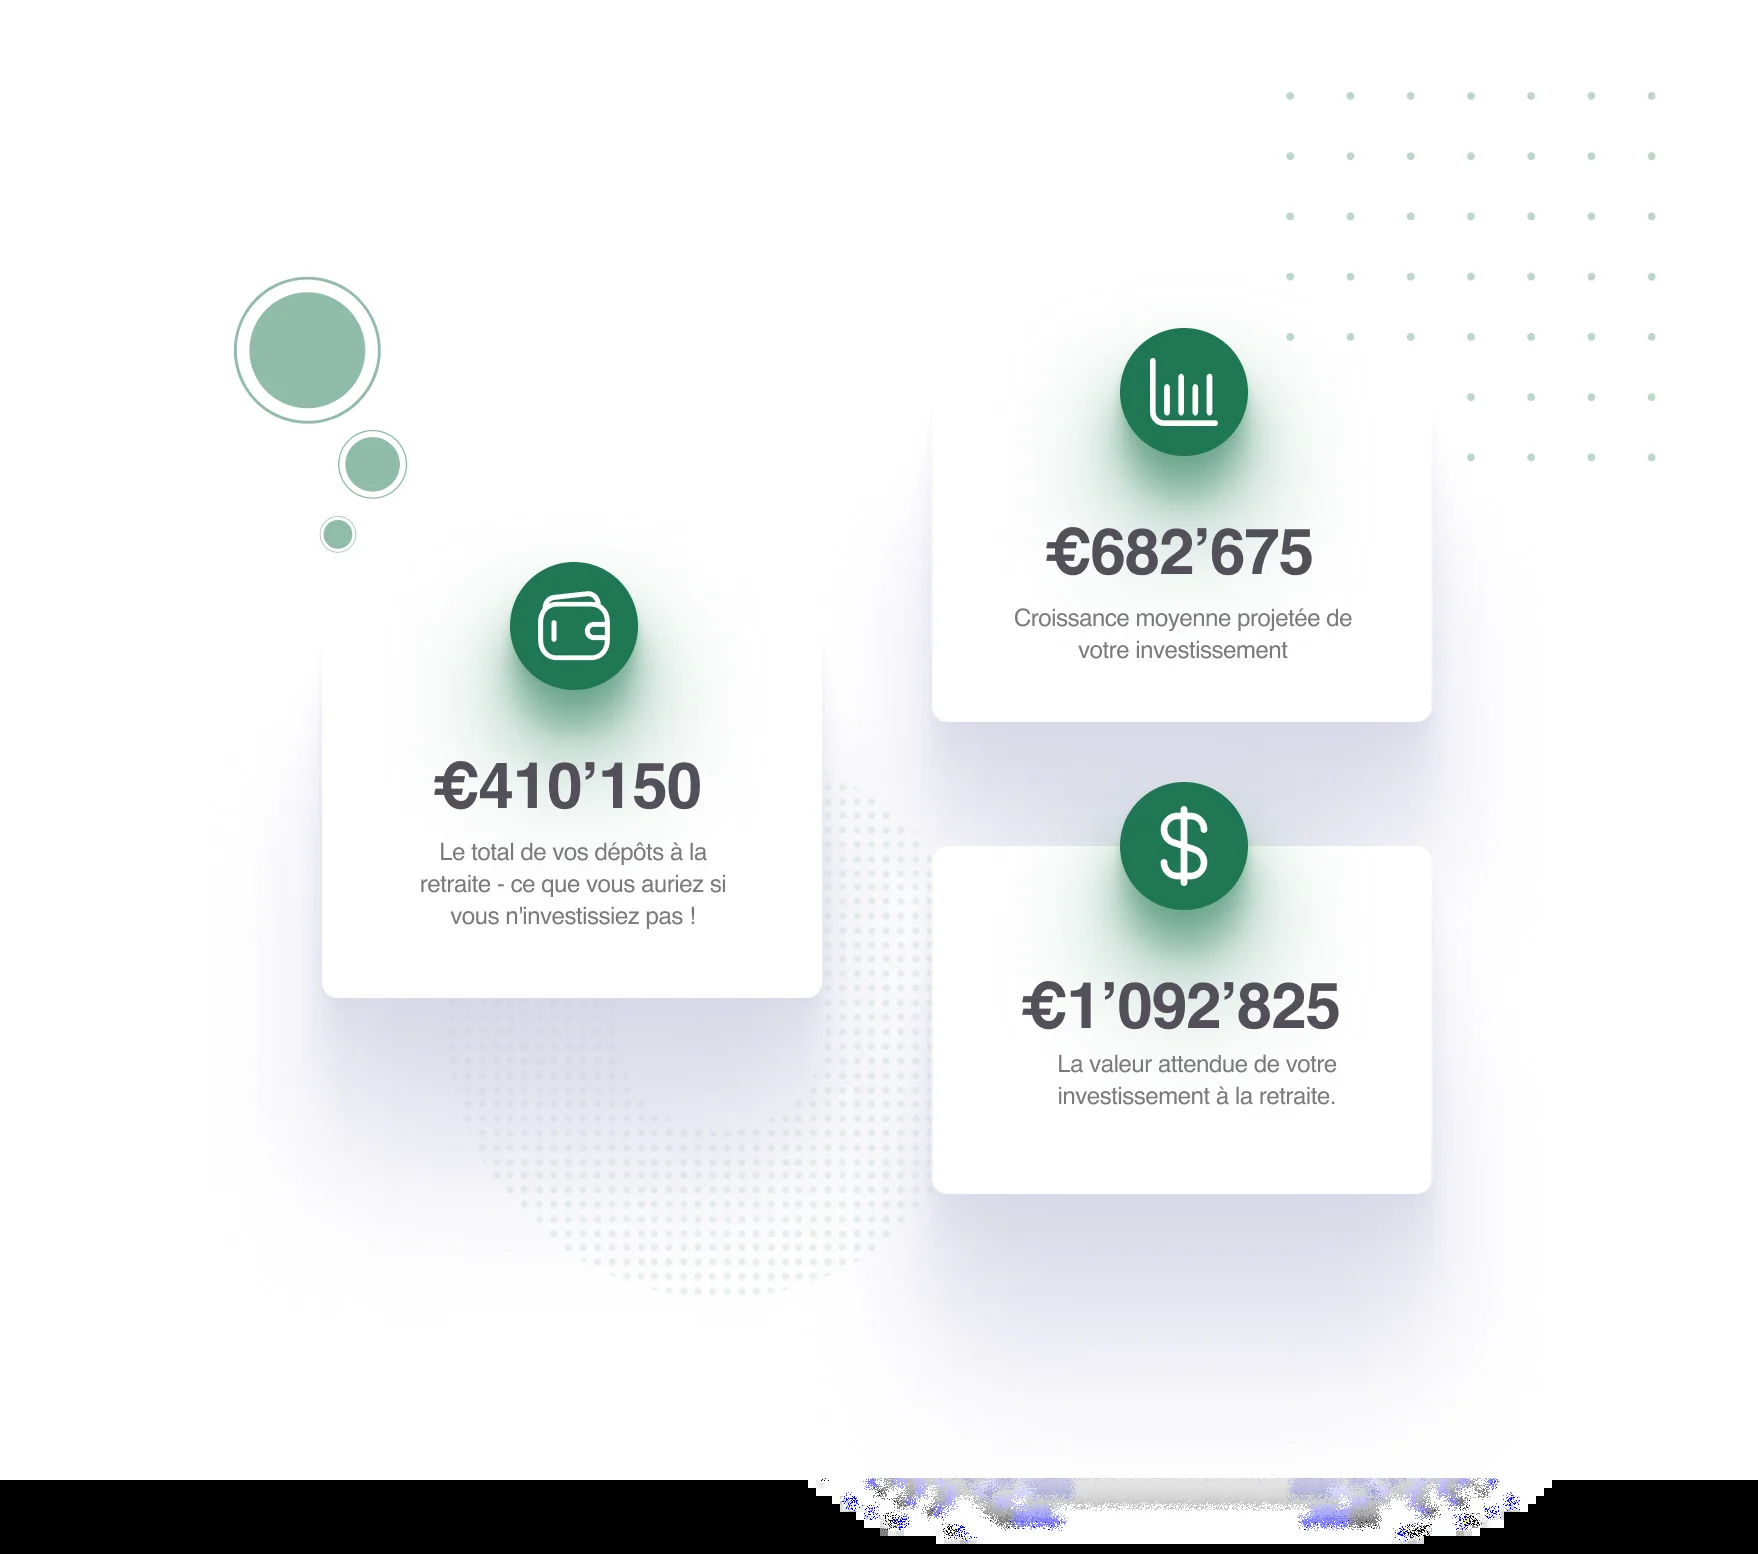 €410’150
Le total de vos dépôts à la
retraite - ce que vous auriez si
vous n'investissiez pas !
€682’675
Croissance moyenne projetée de
votre investissement
€1’092’825
La valeur attendue de votre
investissement à la retraite.